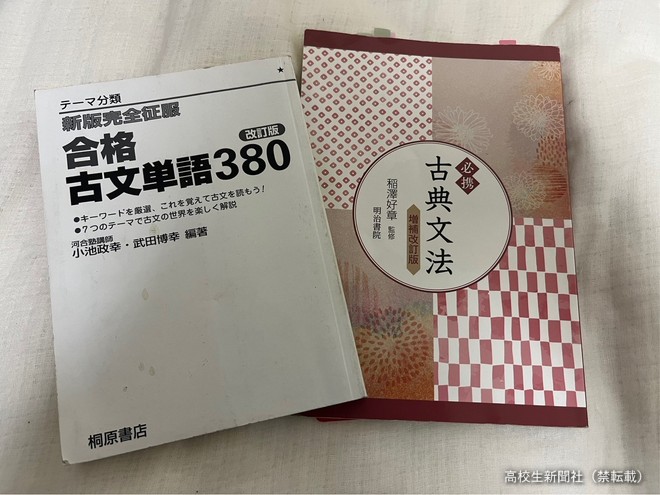 テーマ分類
新版完全征服
合格
古文単語380
改訂版
●キーワードを厳選、これを覚えて古文を読もう!
●7つのテーマで古文の世界を楽しく解説
河合塾講師
小池政幸・武田博幸 編著
桐原書店
必携
古典文法
増補改訂版
稲澤好章 監修
明治書院
高校生新聞社（禁転載）